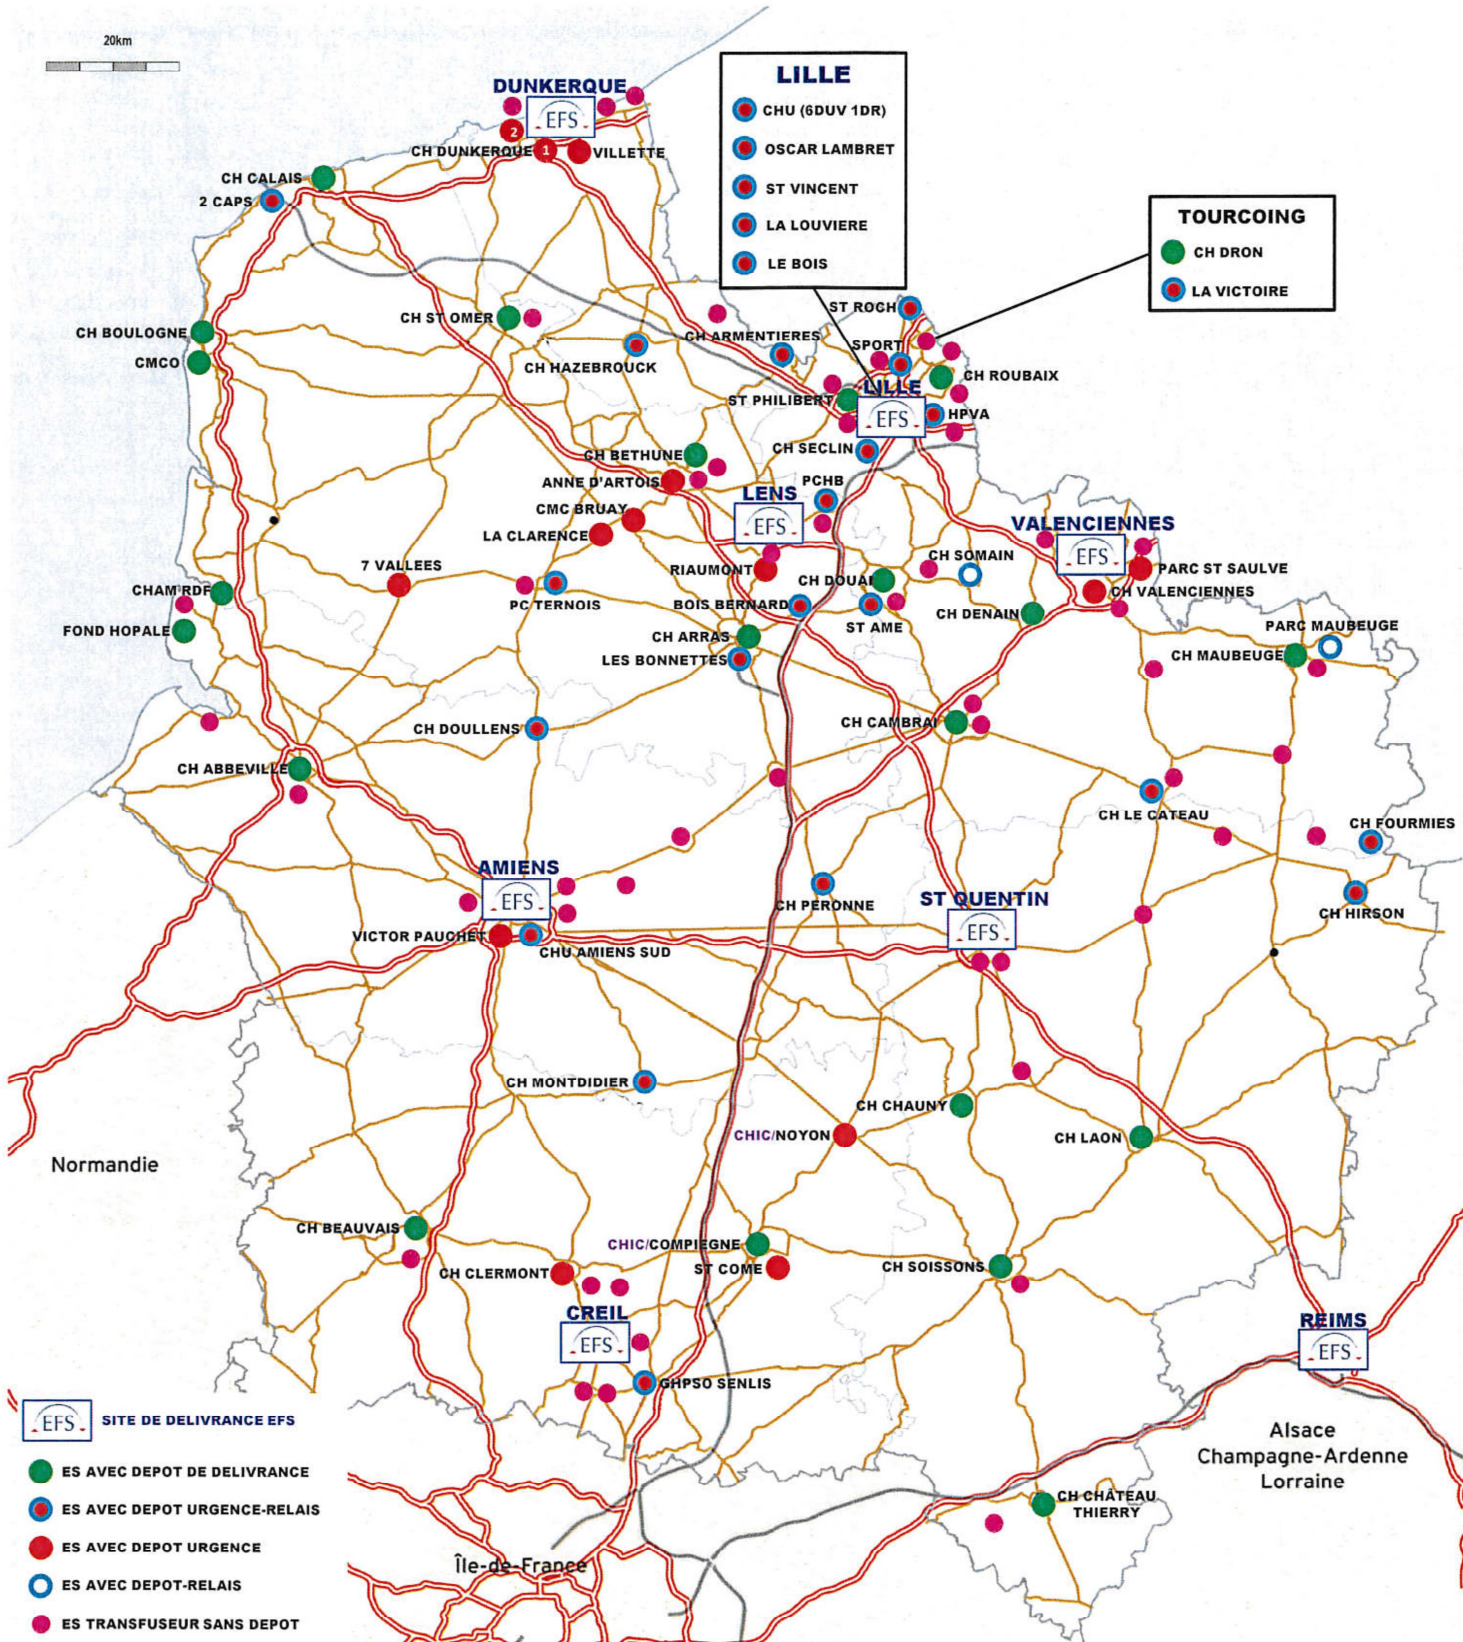 20km
DUNKERQUE
EFS
2
CH DUNKERQUE
1
VILLETTE
CH CALAIS
2 CAPS
LILLE
CHU (6DUV 1DR)
OSCAR LAMBRET
ST VINCENT
LA LOUVIERE
LE BOIS
TOURCOING
CH DRON
LA VICTOIRE
CH BOULOGNE
CMCO
CH ST OMER
CH HAZEBROUCK
CH ARMENTIERES
ST ROCH
SPORT
CH ROUBAIX
ST PHILIBERT
LILLE
EFS
HPVA
CH SECLIN
CH BETHUNE
ANNE D'ARTOIS
CMC BRUAY
LA CLARENCE
LENS
EFS
PCHB
RIAUMONT
VALENCIENNES
EFS
CH SOMAIN
CH DOUAI
PARC ST SAULVE
CH VALENCIENNES
7 VALLEES
PC TERNOIS
BOIS BERNARD
ST AME
CH DENAIN
CHAM RDF
FOND HOPALE
CH ARRAS
LES BONNETTES
PARC MAUBEUGE
CH MAUBEUGE
CH DOULLENS
CH CAMBRAI
CH ABBEVILLE
CH LE CATEAU
CH FOURMIES
AMIENS
EFS
CH PERONNE
ST QUENTIN
EFS
CH HIRSON
VICTOR PAUCHET
CHU AMIENS SUD
CH MONTDIDIER
CH CHAUNY
CHIC/NOYON
CH LAON
Normandie
CH BEAUVAIS
CHIC/COMPIEGNE
CH CLERMONT
ST COME
CH SOISSONS
CREIL
EFS
REIMS
EFS
GHPSO SENLIS
EFS
SITE DE DELIVRANCE EFS
ES AVEC DEPOT DE DELIVRANCE
ES AVEC DEPOT URGENCE-RELAIS
ES AVEC DEPOT URGENCE
ES AVEC DEPOT-RELAIS
ES TRANSFUSEUR SANS DEPOT
Alsace
Champagne-Ardenne
Lorraine
CH CHÂTEAU
THIERRY
Île-de-France